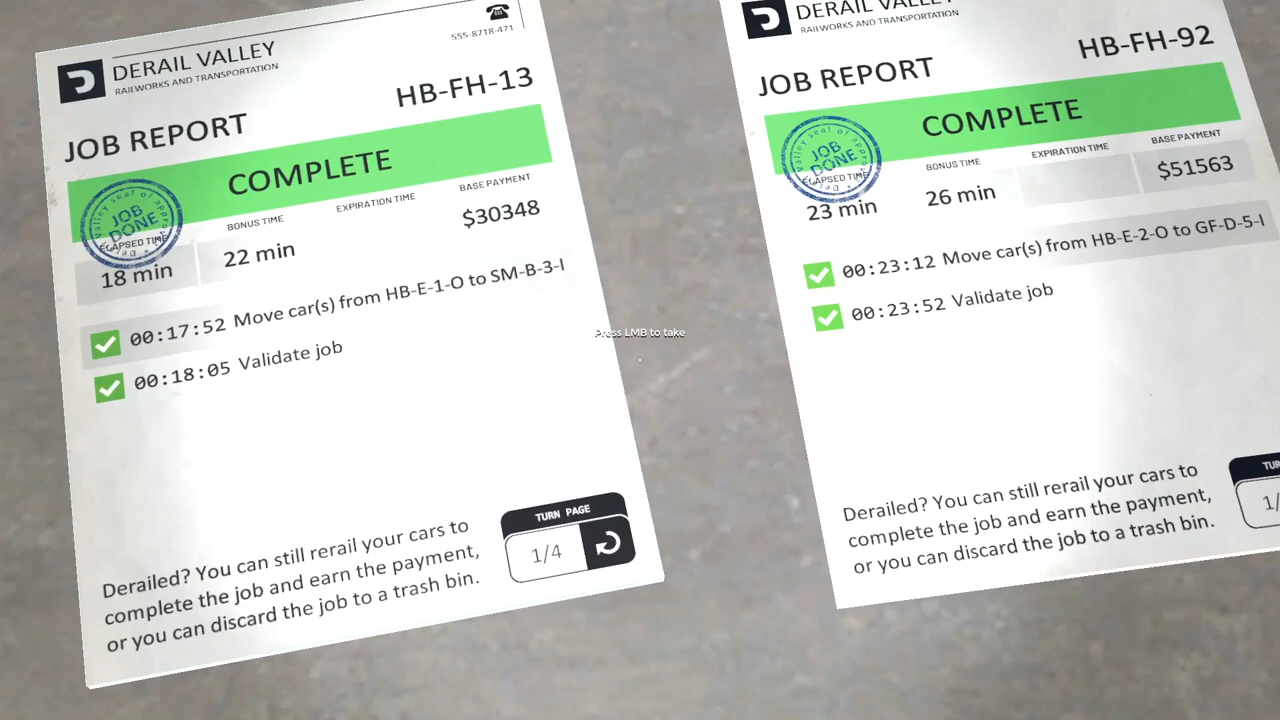 555-8718-471
DERAIL VALLEY
RAILWORKS AND TRANSPORTATION
HB-FH-13
JOB REPORT
COMPLETE
JOB DONE
Valley seal of approval
ELAPSED TIME
18 min
BONUS TIME
22 min
EXPIRATION TIME
BASE PAYMENT
$30348
00:17:52 Move car(s) from HB-E-1-O to SM-B-3-I
00:18:05 Validate job
Derailed? You can still rerail your cars to
complete the job and earn the payment,
or you can discard the job to a trash bin.
TURN PAGE
1/4
Press LMB to take
DERAIL VALLEY
RAILWORKS AND TRANSPORTATION
HB-FH-92
JOB REPORT
COMPLETE
JOB DONE
Valley seal of
ELAPSED TIME
23 min
BONUS TIME
26 min
EXPIRATION TIME
BASE PAYMENT
$51563
00:23:12 Move car(s) from HB-E-2-O to GF-D-5-I
00:23:52 Validate job
Derailed? You can still rerail your cars to
complete the job and earn the payment,
or you can discard the job to a trash bin.